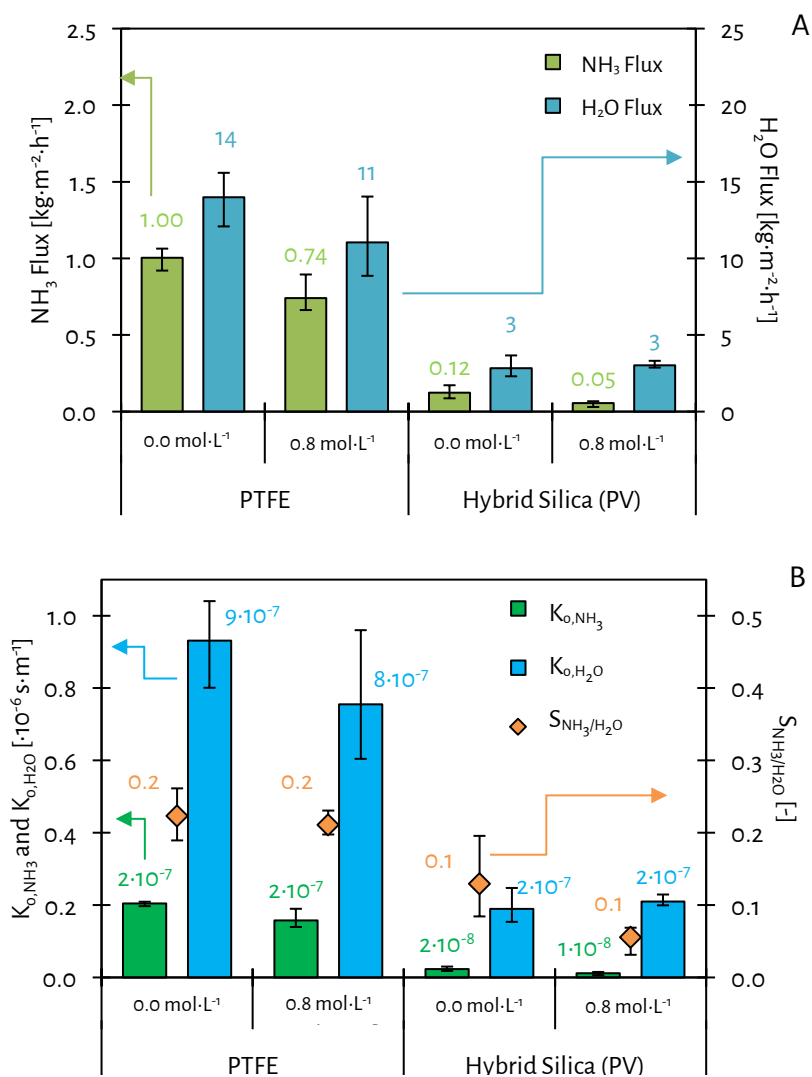 A
2.5
2.0
1.5
1.0
0.5
0.0
NH₃ Flux [kg·m⁻²·h⁻¹]
25
20
15
10
5
0
H₂O Flux [kg·m⁻²·h⁻¹]
NH₃ Flux
H₂O Flux
1.00
14
0.74
11
0.12
3
0.05
3
0.0 mol·L⁻¹
0.8 mol·L⁻¹
0.0 mol·L⁻¹
0.8 mol·L⁻¹
PTFE
Hybrid Silica (PV)
B
1.0
0.8
0.6
0.4
0.2
0.0
K₀,NH₃ and K₀,H₂O [·10⁻⁶ s·m⁻¹]
0.5
0.4
0.3
0.2
0.1
0.0
S NH₃/H₂O [-]
K₀,NH₃
K₀,H₂O
S NH₃/H₂O
9·10⁻⁷
8·10⁻⁷
0.2
0.2
2·10⁻⁷
2·10⁻⁷
0.1
2·10⁻⁷
2·10⁻⁷
0.1
2·10⁻⁸
1·10⁻⁸
0.0 mol·L⁻¹
0.8 mol·L⁻¹
0.0 mol·L⁻¹
0.8 mol·L⁻¹
PTFE
Hybrid Silica (PV)